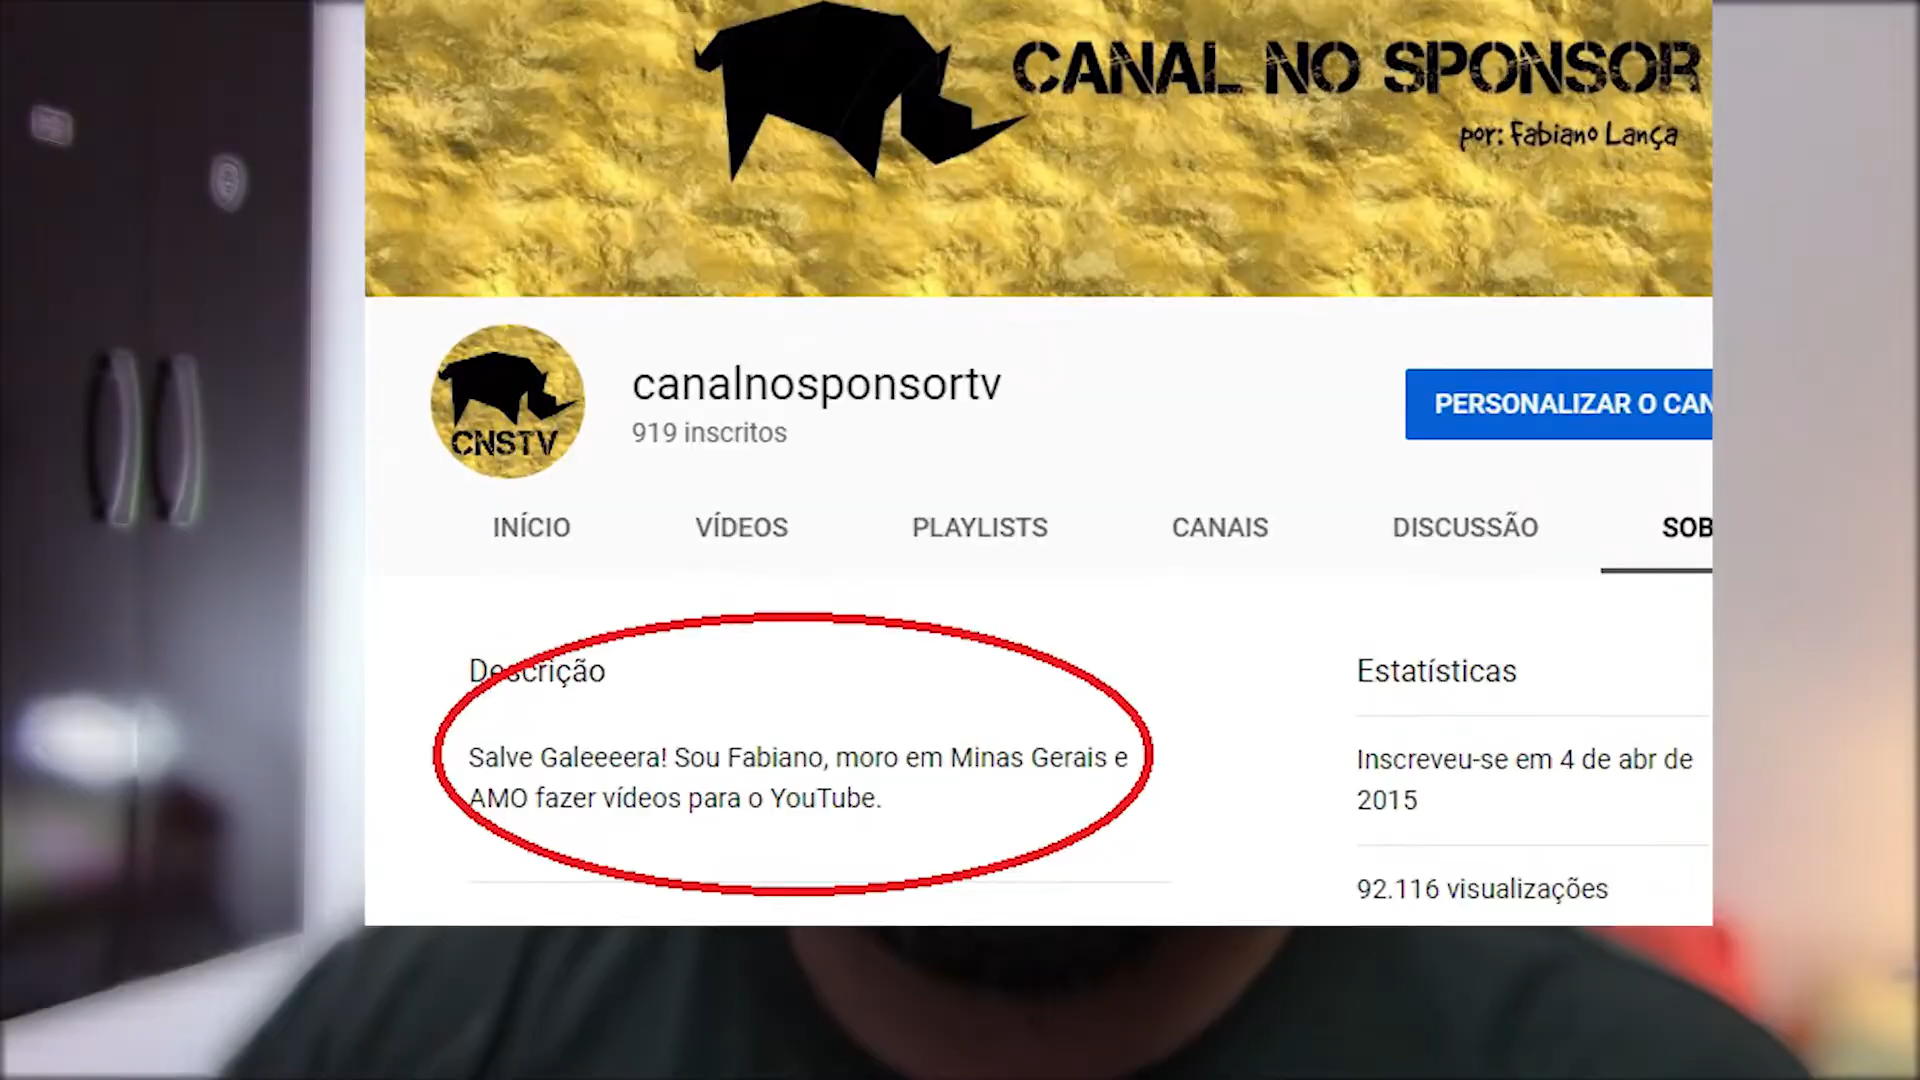 CANAL NO SPONSOR
por: Fabiano Lança
CNSTV
canalnosponsortv
919 inscritos
PERSONALIZAR O CAN
INÍCIO VÍDEOS PLAYLISTS CANAIS DISCUSSÃO SOB
Descrição
Salve Galeeeera! Sou Fabiano, moro em Minas Gerais e
AMO fazer vídeos para o YouTube.
Estatísticas
Inscreveu-se em 4 de abr de
2015
92.116 visualizações